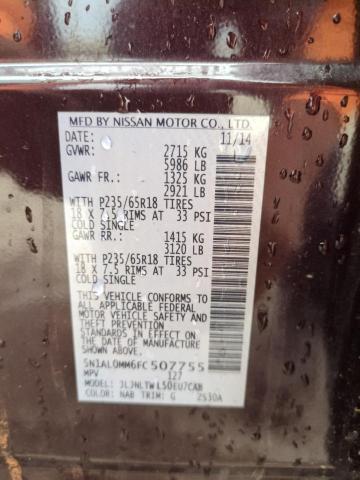 MFD BY NISSAN MOTOR CO., LTD.
DATE: 11/14
GVWR: 2715 KG
5986 LB
GAWR FR.: 1325 KG
2921 LB
WITH P235/65R18 TIRES
18 X 7.5 RIMS AT 33 PSI
COLD SINGLE
GAWR RR.: 1415 KG
3120 LB
WITH P235/65R18 TIRES
18 X 7.5 RIMS AT 33 PSI
COLD SINGLE
THIS VEHICLE CONFORMS TO
ALL APPLICABLE FEDERAL
MOTOR VEHICLE SAFETY AND
THEFT PREVENTION
STANDARDS IN EFFECT ON
THE DATE OF MANUFACTURE
SHOWN ABOVE.
5N1AL0MM6FC507755
MPV 127
MODEL: JLJNLTWL50EU7CAB
COLOR: NAB TRIM: G 2530A